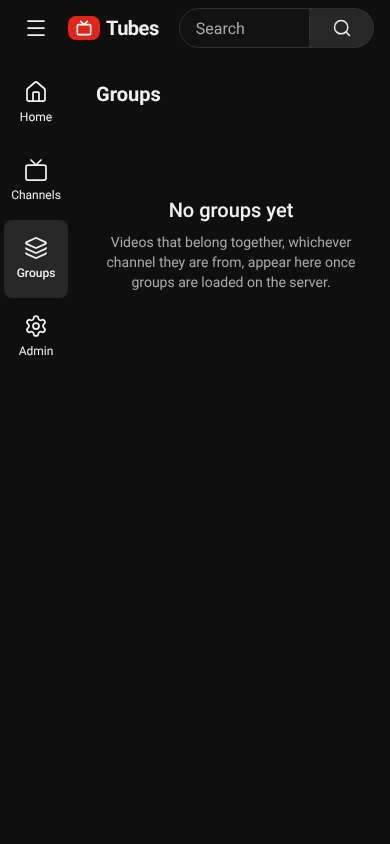 Tubes
Search
Home
Groups
Channels
Groups
Admin
No groups yet
Videos that belong together, whichever
channel they are from, appear here once
groups are loaded on the server.